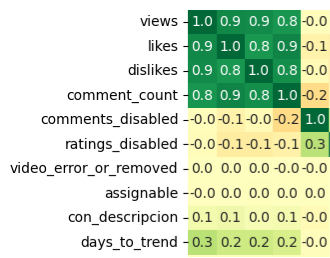 views 1.0 0.9 0.9 0.8 -0.0
likes 0.9 1.0 0.8 0.9 -0.1
dislikes 0.9 0.8 1.0 0.8 -0.0
comment_count 0.8 0.9 0.8 1.0 -0.2
comments_disabled -0.0 -0.1 -0.0 -0.2 1.0
ratings_disabled -0.0 -0.1 -0.1 -0.1 0.3
video_error_or_removed 0.0 0.0 -0.0 -0.0 -0.0
assignable -0.0 0.0 0.0 0.0 -0.0
con_descripcion 0.1 0.1 0.0 0.1 -0.0
days_to_trend 0.3 0.2 0.2 0.2 -0.0